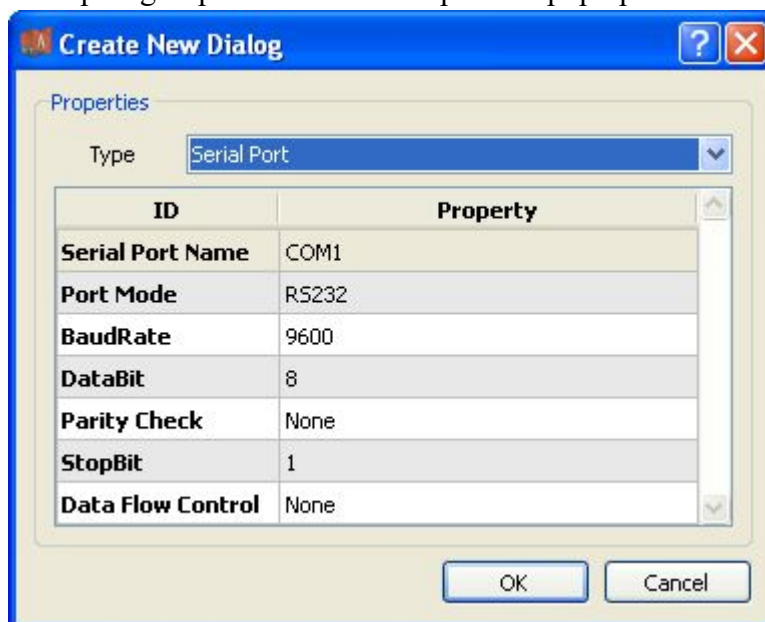 Create New Dialog
Properties
Type Serial Port
ID Property
Serial Port Name COM1
Port Mode RS232
BaudRate 9600
DataBit 8
Parity Check None
StopBit 1
Data Flow Control None
OK Cancel